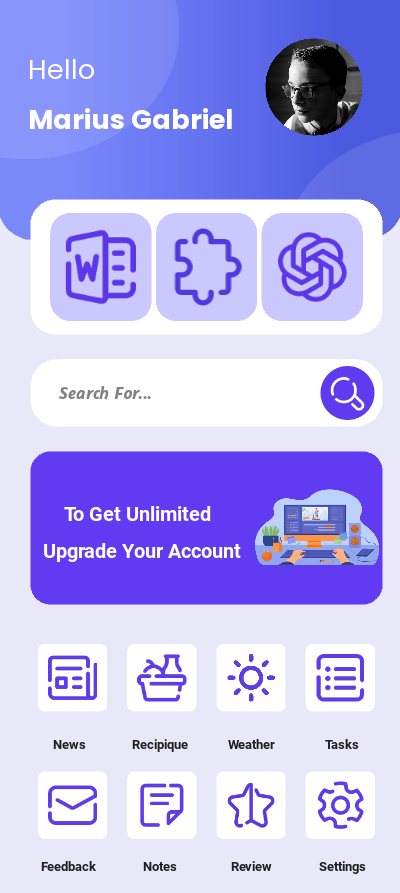 Hello
Marius Gabriel
W
Search For...
To Get Unlimited
Upgrade Your Account
News Recipique Weather Tasks
Feedback Notes Review Settings